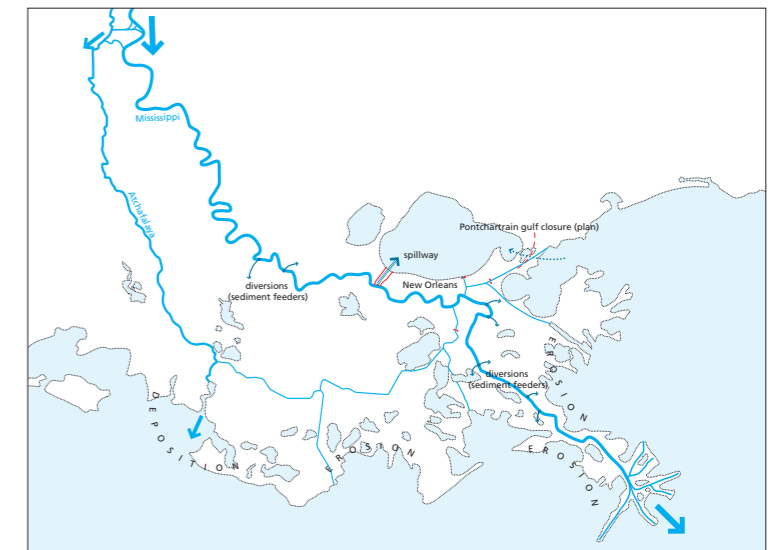 Mississippi
Atchafalaya
Pontchartrain gulf closure (plan)
spillway
diversions
(sediment feeders)
New Orleans
diversions
(sediment feeders)
EROSION
DEPOSITION
EROSION
EROSION